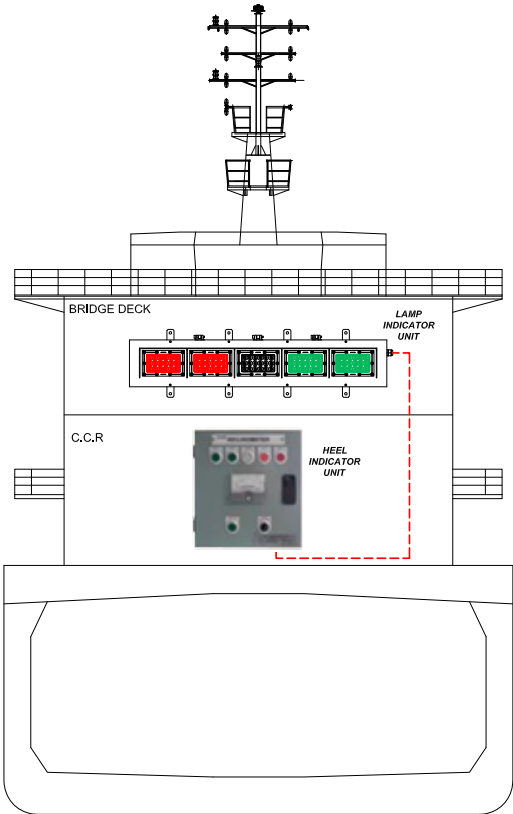 BRIDGE DECK
LAMP
INDICATOR
UNIT
C.C.R
HEEL
INDICATOR
UNIT